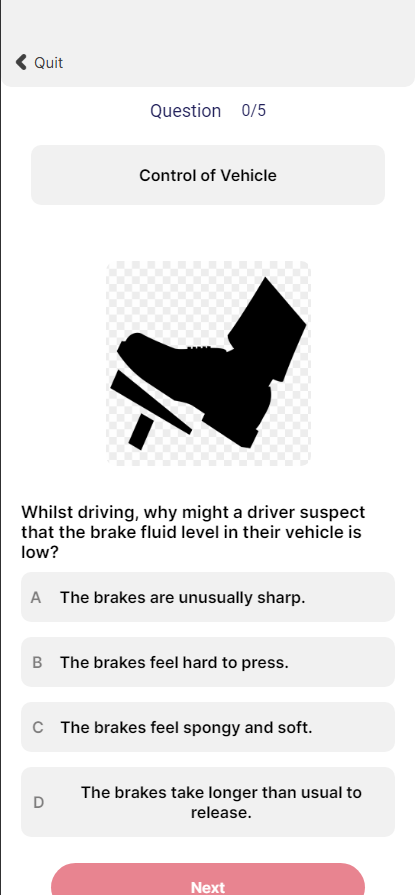 Quit
Question 0/5
Control of Vehicle
Whilst driving, why might a driver suspect
that the brake fluid level in their vehicle is
low?
A The brakes are unusually sharp.
B The brakes feel hard to press.
C The brakes feel spongy and soft.
D The brakes take longer than usual to
release.
Next